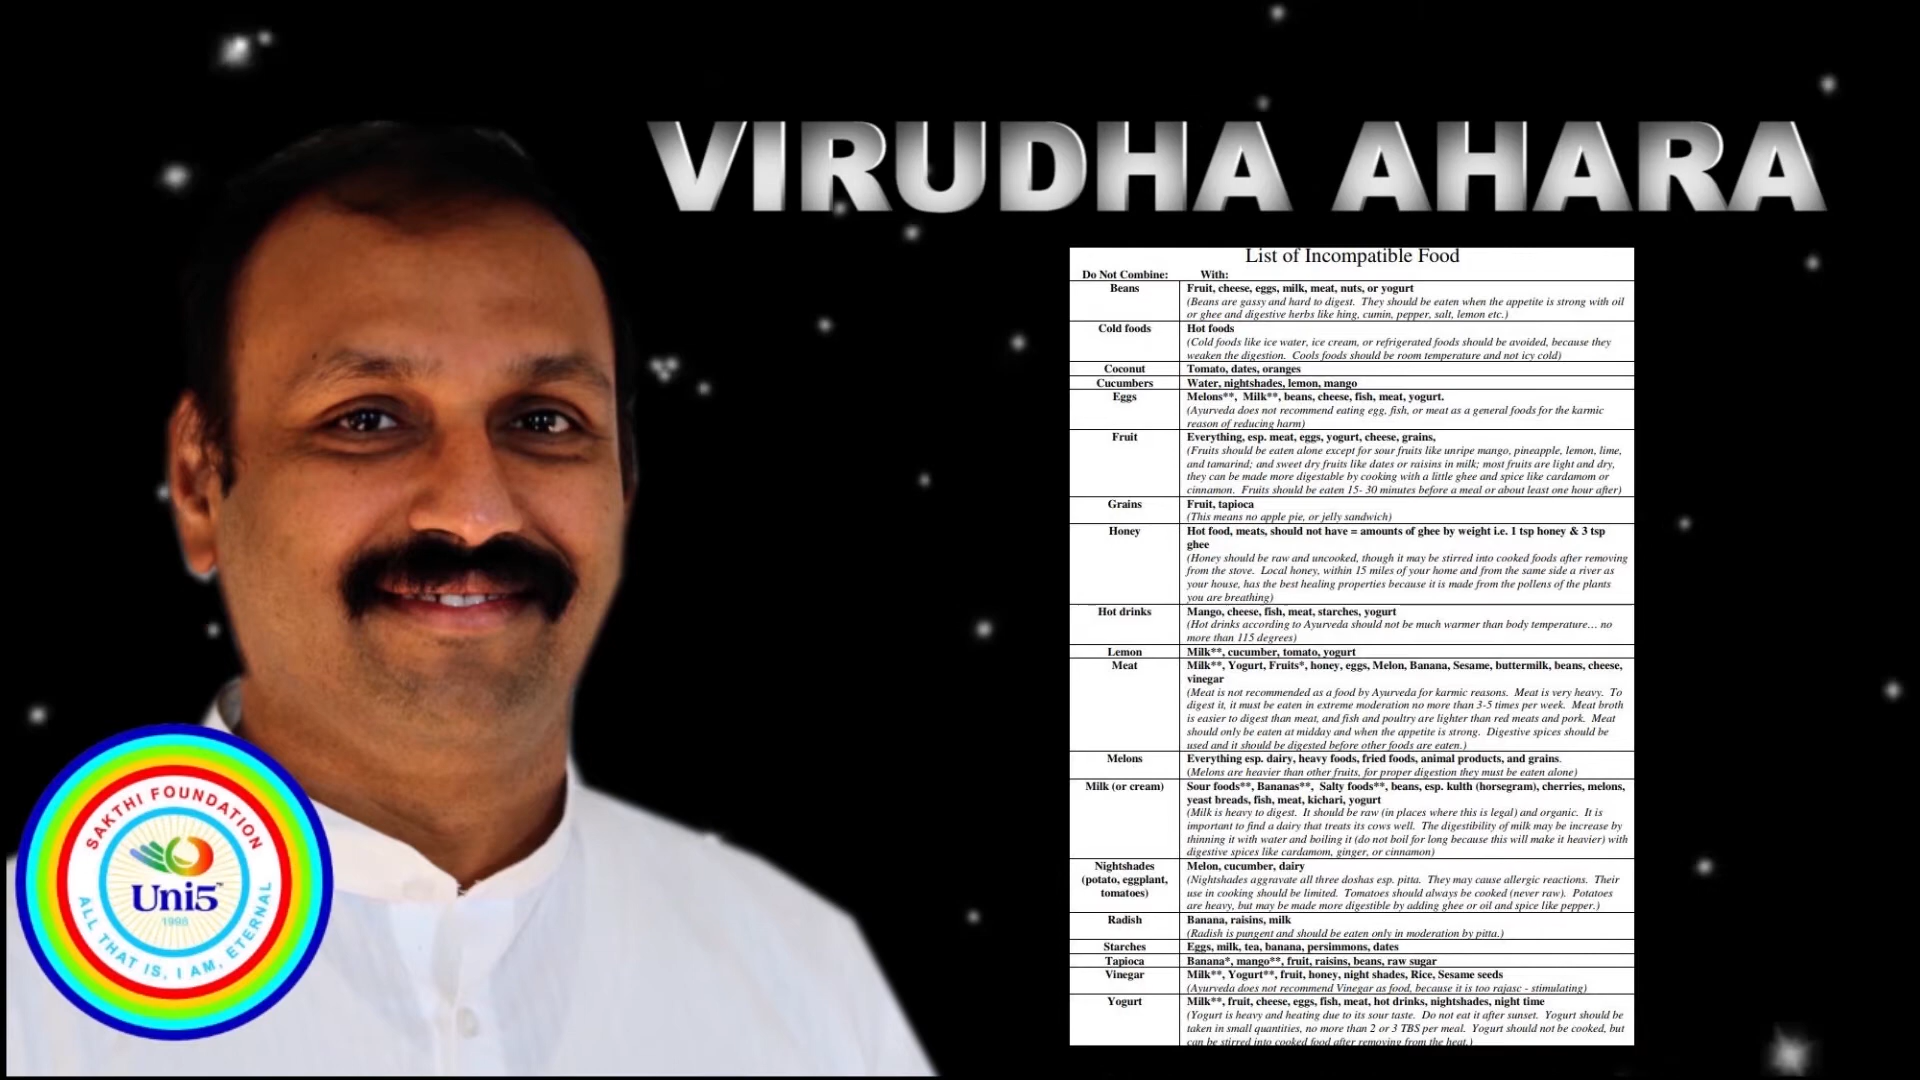 VIRUDHA AHARA
List of Incompatible Food
Do Not Combine: With:
Beans Fruit, cheese, eggs, milk, meat, nuts, or yogurt
(Beans are gassy and hard to digest. They should be eaten when the appetite is strong with oil
or ghee and digestive herbs like hing, cumin, pepper, salt, lemon etc.)
Cold foods Hot foods
(Cold foods like ice water, ice cream, or refrigerated foods should be avoided, because they
weaken the digestion. Cools foods should be room temperature and not icy cold)
Coconut Tomato, dates, oranges
Cucumbers Water, nightshades, lemon, mango
Eggs Melons**, Milk**, beans, cheese, fish, meat, yogurt.
(Ayurveda does not recommend eating egg, fish, or meat as a general foods for the karmic
reason of reducing harm)
Fruit Everything, esp. meat, eggs, yogurt, cheese, grains,
(Fruits should be eaten alone except for sour fruits like unripe mango, pineapple, lemon, lime,
and tamarind; and sweet dry fruits like dates or raisins in milk; most fruits are light and dry,
they can be made more digestable by cooking with a little ghee and spice like cardamom or
cinnamon. Fruits should be eaten 15- 30 minutes before a meal or about least one hour after)
Grains Fruit, tapioca
(This means no apple pie, or jelly sandwich)
Honey Hot food, meats, should not have = amounts of ghee by weight i.e. 1 tsp honey & 3 tsp
ghee
(Honey should be raw and uncooked, though it may be stirred into cooked foods after removing
from the stove. Local honey, within 15 miles of your home and from the same side a river as
your house, has the best healing properties because it is made from the pollens of the plants
you are breathing)
Hot drinks Mango, cheese, fish, meat, starches, yogurt
(Hot drinks according to Ayurveda should not be much warmer than body temperature… no
more than 115 degrees)
Lemon Milk**, cucumber, tomato, yogurt
Meat Milk**, Yogurt, Fruits*, honey, eggs, Melon, Banana, Sesame, buttermilk, beans, cheese,
vinegar
(Meat is not recommended as a food by Ayurveda for karmic reasons. Meat is very heavy. To
digest it, it must be eaten in extreme moderation no more than 3-5 times per week. Meat broth
is easier to digest than meat, and fish and poultry are lighter than red meats and pork. Meat
should only be eaten at midday and when the appetite is strong. Digestive spices should be
used and it should be digested before other foods are eaten.)
Melons Everything esp. dairy, heavy foods, fried foods, animal products, and grains.
(Melons are heavier than other fruits, for proper digestion they must be eaten alone)
Milk (or cream) Sour foods**, Bananas**, Salty foods**, beans, esp. kulth (horsegram), cherries, melons,
yeast breads, fish, meat, kichari, yogurt
(Milk is heavy to digest. It should be raw (in places where this is legal) and organic. It is
important to find a dairy that treats its cows well. The digestibility of milk may be increase by
thinning it with water and boiling it (do not boil for long because this will make it heavier) with
digestive spices like cardamom, ginger, or cinnamon)
Nightshades Melon, cucumber, dairy
(potato, eggplant, (Nightshades aggravate all three doshas esp. pitta. They may cause allergic reactions. Their
tomatoes) use in cooking should be limited. Tomatoes should always be cooked (never raw). Potatoes
are heavy, but may be made more digestible by adding ghee or oil and spice like pepper.)
Radish Banana, raisins, milk
(Radish is pungent and should be eaten only in moderation by pitta.)
Starches Eggs, milk, tea, banana, persimmons, dates
Tapioca Banana*, mango**, fruit, raisins, beans, raw sugar
Vinegar Milk**, Yogurt**, fruit, honey, night shades, Rice, Sesame seeds
(Ayurveda does not recommend Vinegar as food, because it is too rajasc - stimulating)
Yogurt Milk**, fruit, cheese, eggs, fish, meat, hot drinks, nightshades, night time
(Yogurt is heavy and heating due to its sour taste. Do not eat it after sunset. Yogurt should be
taken in small quantities, no more than 2 or 3 TBS per meal. Yogurt should not be cooked, but
can be stirred into cooked food after removing from the heat.)
SAKTHI FOUNDATION
Uni5™
1998
ALL THAT IS, I AM, ETERNAL